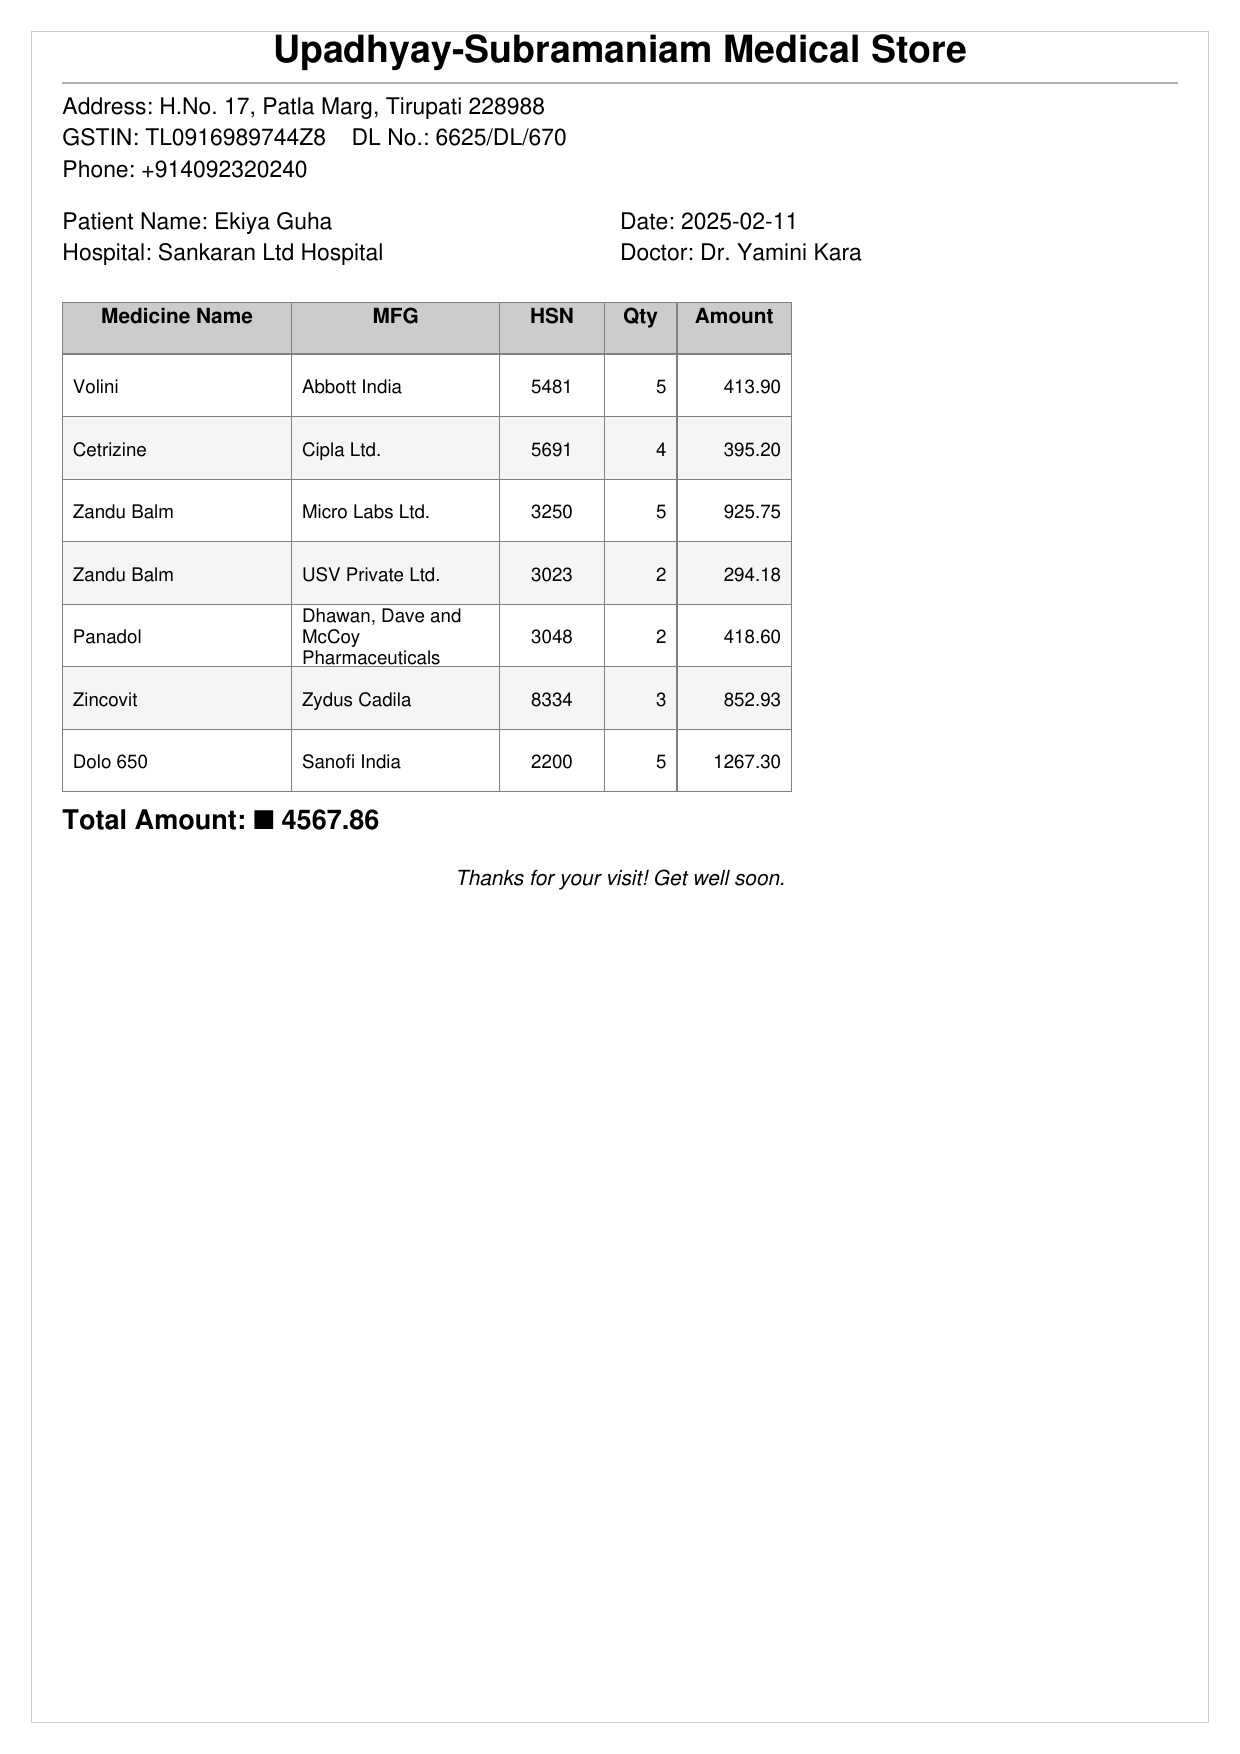 Upadhyay-Subramaniam Medical Store
Address: H.No. 17, Patla Marg, Tirupati 228988
GSTIN: TL0916989744Z8 DL No.: 6625/DL/670
Phone: +914092320240
Patient Name: Ekiya Guha Date: 2025-02-11
Hospital: Sankaran Ltd Hospital Doctor: Dr. Yamini Kara
Medicine Name MFG HSN Qty Amount
Volini Abbott India 5481 5 413.90
Cetrizine Cipla Ltd. 5691 4 395.20
Zandu Balm Micro Labs Ltd. 3250 5 925.75
Zandu Balm USV Private Ltd. 3023 2 294.18
Panadol Dhawan, Dave and McCoy Pharmaceuticals 3048 2 418.60
Zincovit Zydus Cadila 8334 3 852.93
Dolo 650 Sanofi India 2200 5 1267.30
Total Amount: ■ 4567.86
Thanks for your visit! Get well soon.